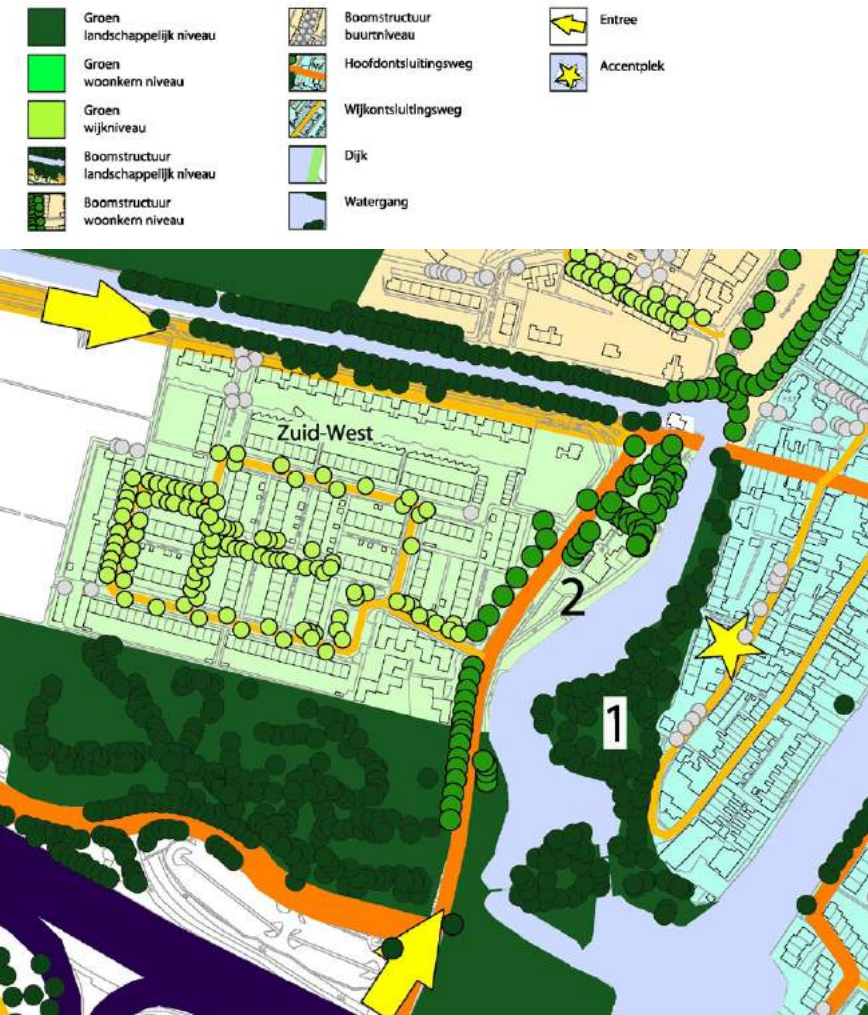 Groen
landschappelijk niveau
Groen
woonkern niveau
Groen
wijkniveau
Boomstructuur
landschappelijk niveau
Boomstructuur
woonkern niveau
Boomstructuur
buurtniveau
Hoofdontsluitingsweg
Wijkontsluitingsweg
Dijk
Watergang
Entree
Accentplek
Zuid-West
2
1